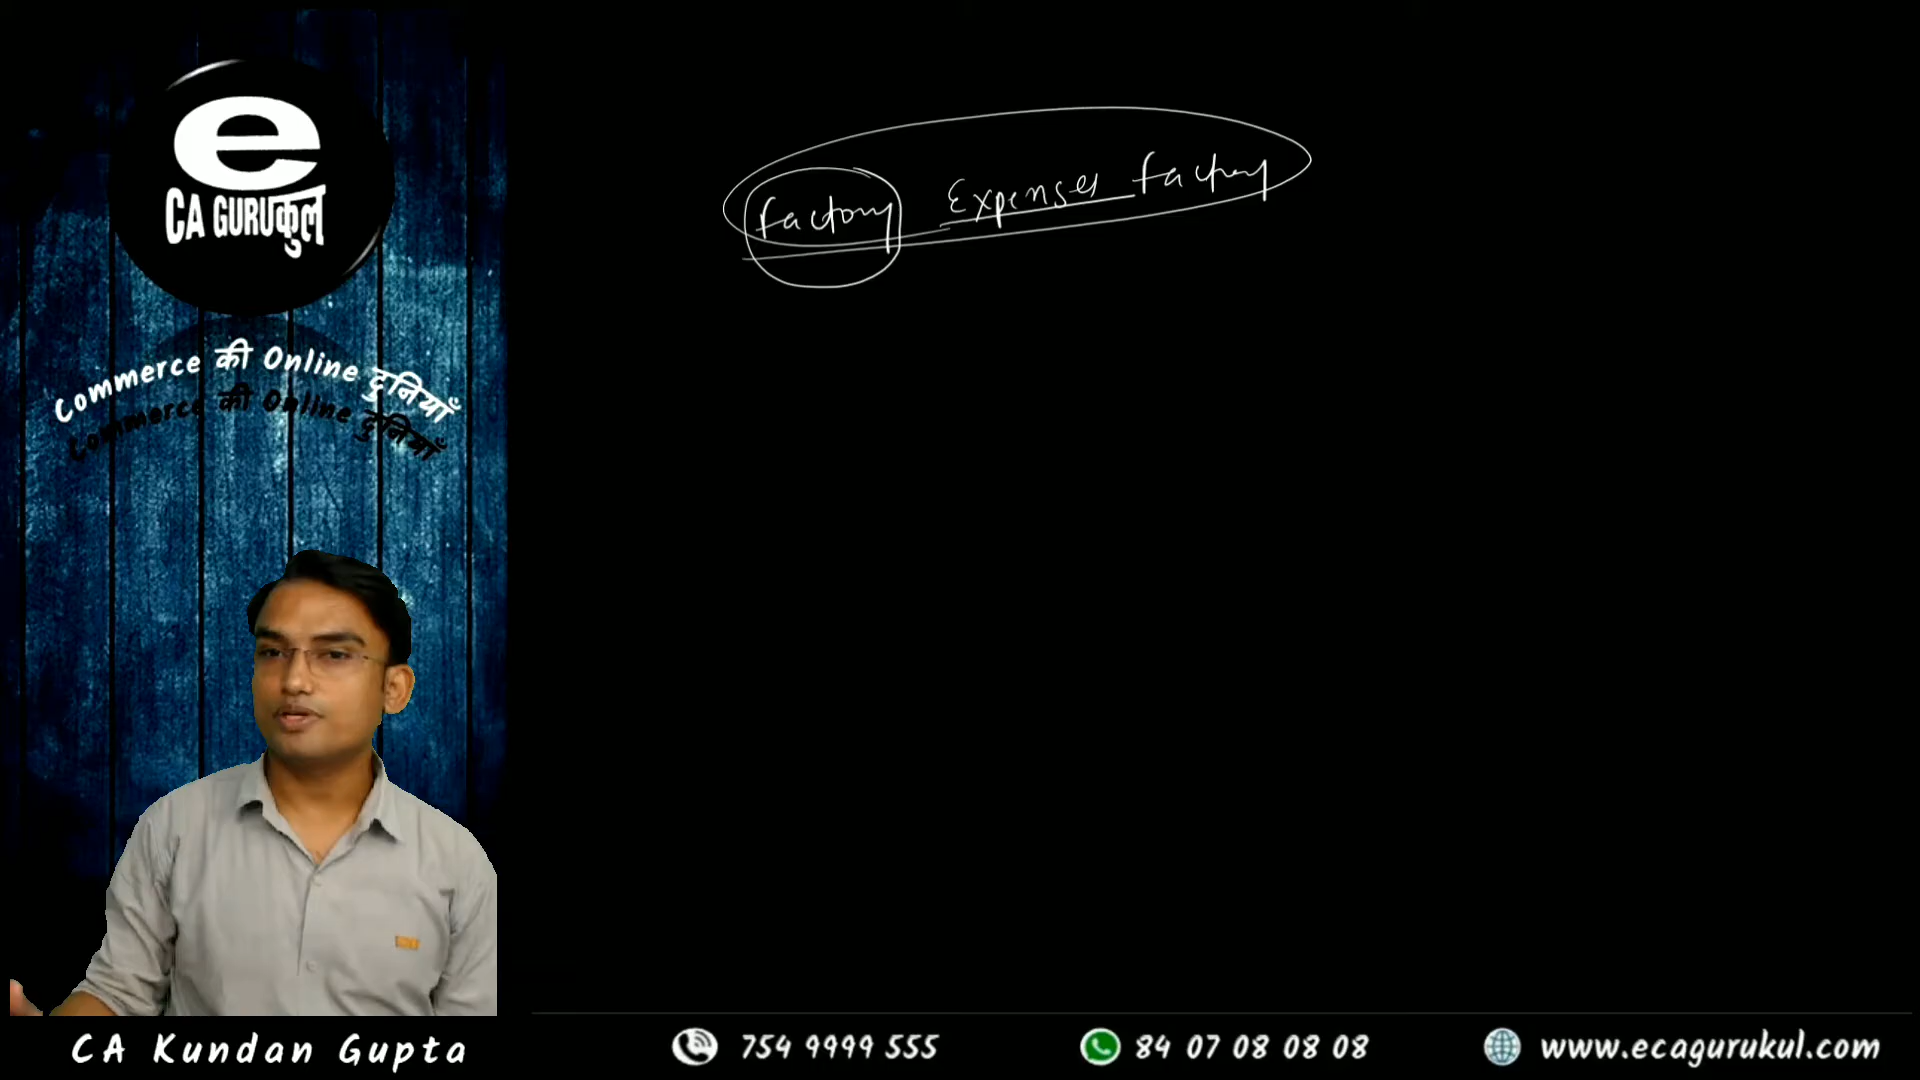 e
CA GURUकुल
Commerce की Online दुनियाँ
Commerce की Online दुनियाँ
factory Expenses factory
CA Kundan Gupta
754 9999 555
84 07 08 08 08
www.ecagurukul.com